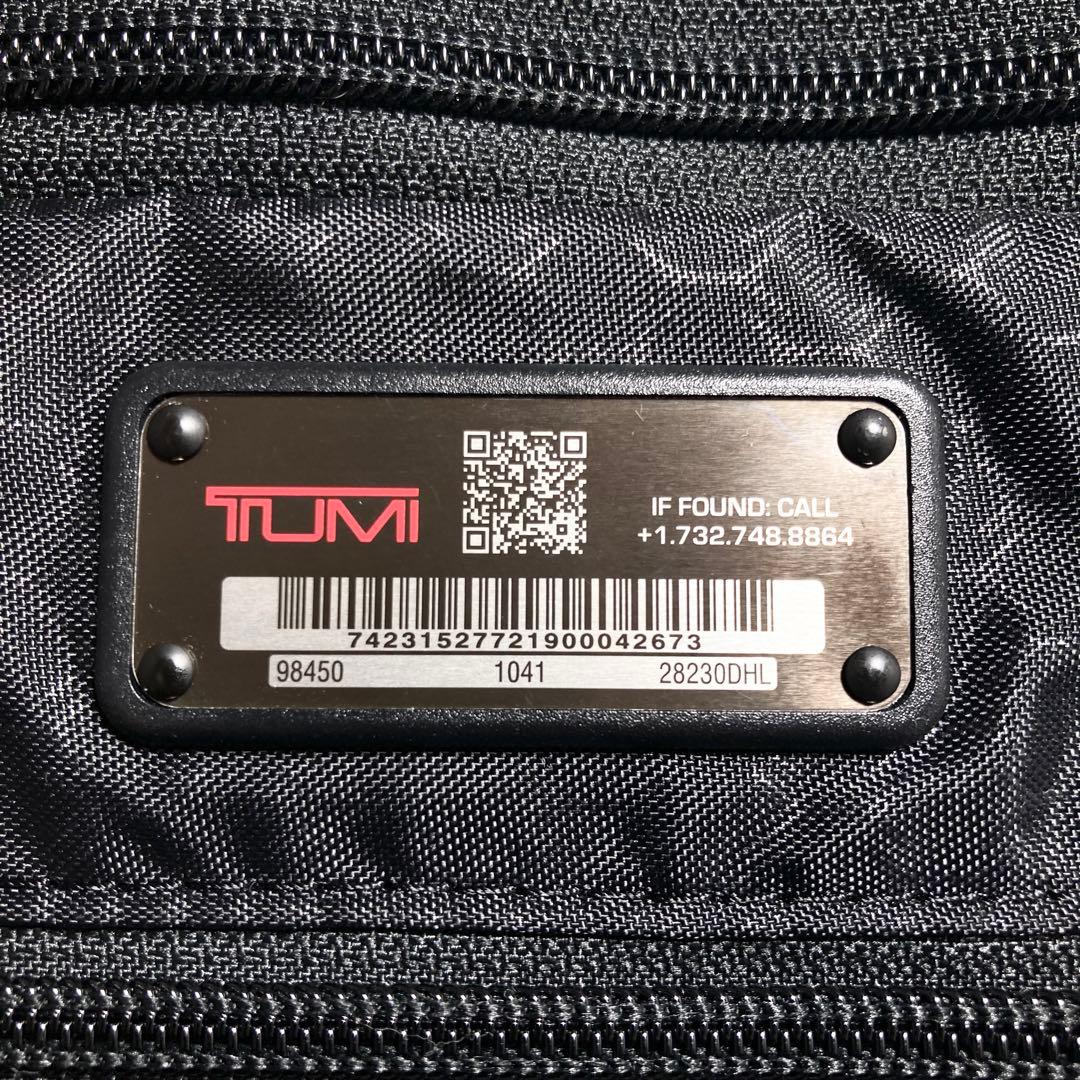 TUMI
IF FOUND: CALL
+1.732.748.8864
74231527721900042673
98450 1041 28230DHL